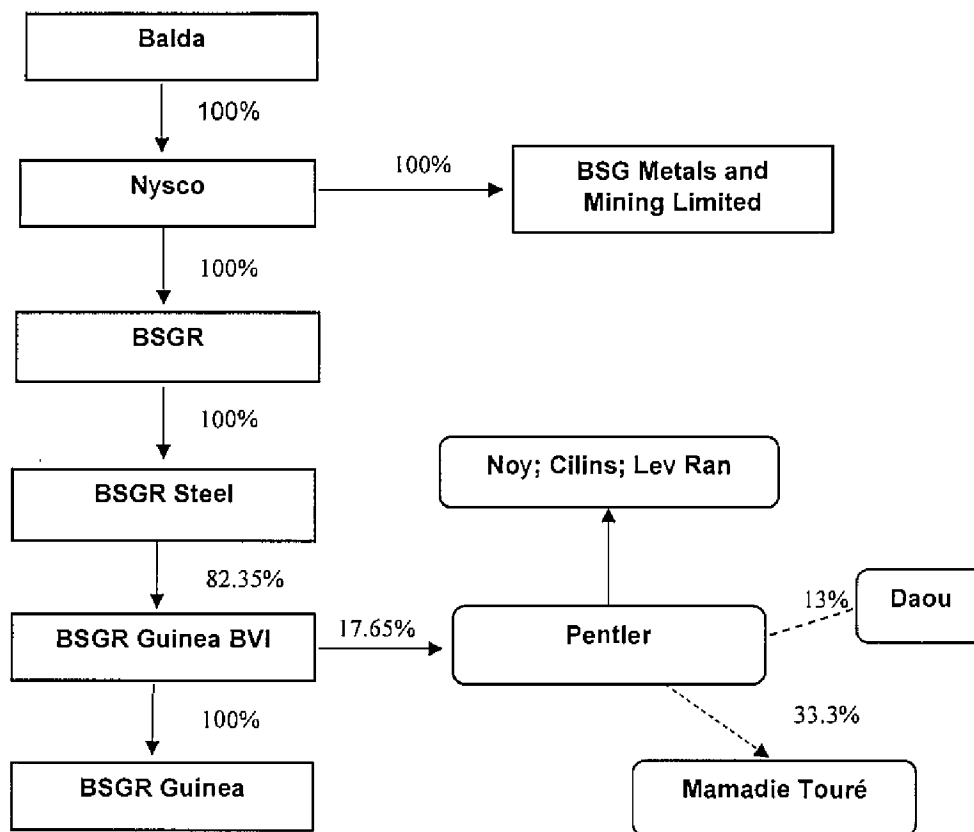 Balda
100%
Nysco
100%
BSG Metals and
Mining Limited
100%
BSGR
100%
BSGR Steel
Noy; Cilins; Lev Ran
82.35%
BSGR Guinea BVI
17.65%
Pentler
13%
Daou
100%
33.3%
BSGR Guinea
Mamadie Touré